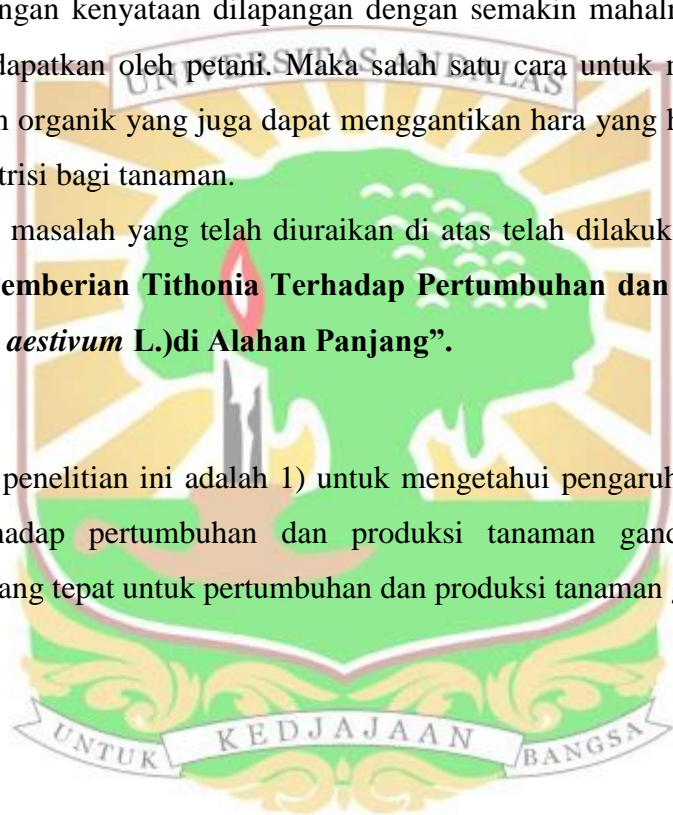 ngan kenyataan dilapangan dengan semakin mahal
dapatkan oleh petani. Maka salah satu cara untuk
UNIVERSITAS ANDALAS
organik yang juga dapat menggantikan hara yang
trisi bagi tanaman.
masalah yang telah diuraikan di atas telah dilakuk
emberian Tithonia Terhadap Pertumbuhan dan
aestivum L.)di Alahan Panjang”.
penelitian ini adalah 1) untuk mengetahui pengaruh
hadap pertumbuhan dan produksi tanaman gand
ang tepat untuk pertumbuhan dan produksi tanaman
UNTUK KEDJAJAAN BANGSA